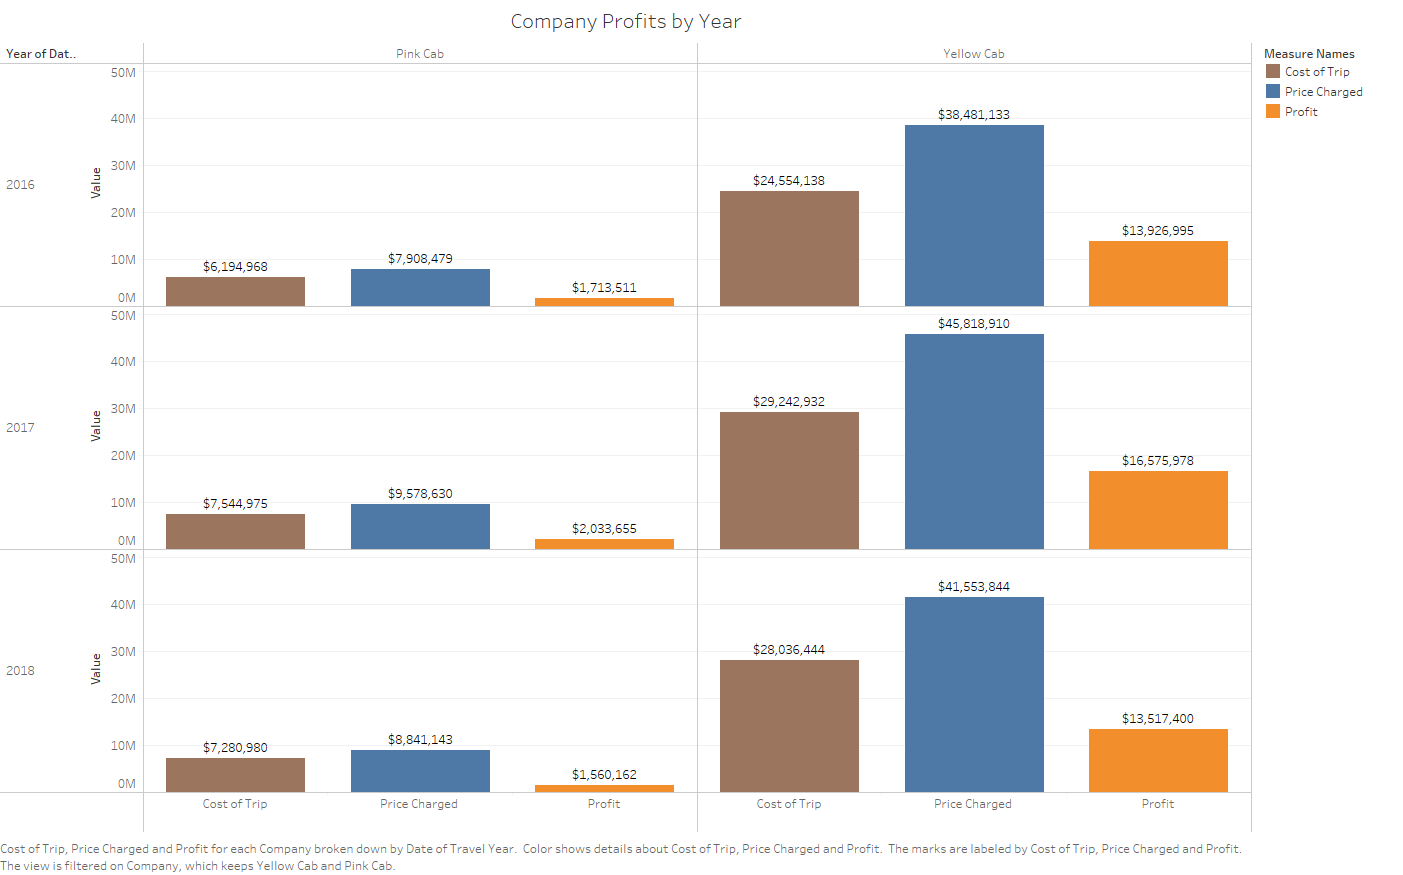 Company Profits by Year
Year of Dat.. Pink Cab Yellow Cab Measure Names
Cost of Trip
Price Charged
Profit
2016
Value
50M
40M
30M
20M
10M
0M
$6,194,968
$7,908,479
$1,713,511
$24,554,138
$38,481,133
$13,926,995
2017
Value
50M
40M
30M
20M
10M
0M
$7,544,975
$9,578,630
$2,033,655
$29,242,932
$45,818,910
$16,575,978
2018
Value
50M
40M
30M
20M
10M
0M
$7,280,980
$8,841,143
$1,560,162
$28,036,444
$41,553,844
$13,517,400
Cost of Trip Price Charged Profit Cost of Trip Price Charged Profit
Cost of Trip, Price Charged and Profit for each Company broken down by Date of Travel Year.  Color shows details about Cost of Trip, Price Charged and Profit.  The marks are labeled by Cost of Trip, Price Charged and Profit.
The view is filtered on Company, which keeps Yellow Cab and Pink Cab.